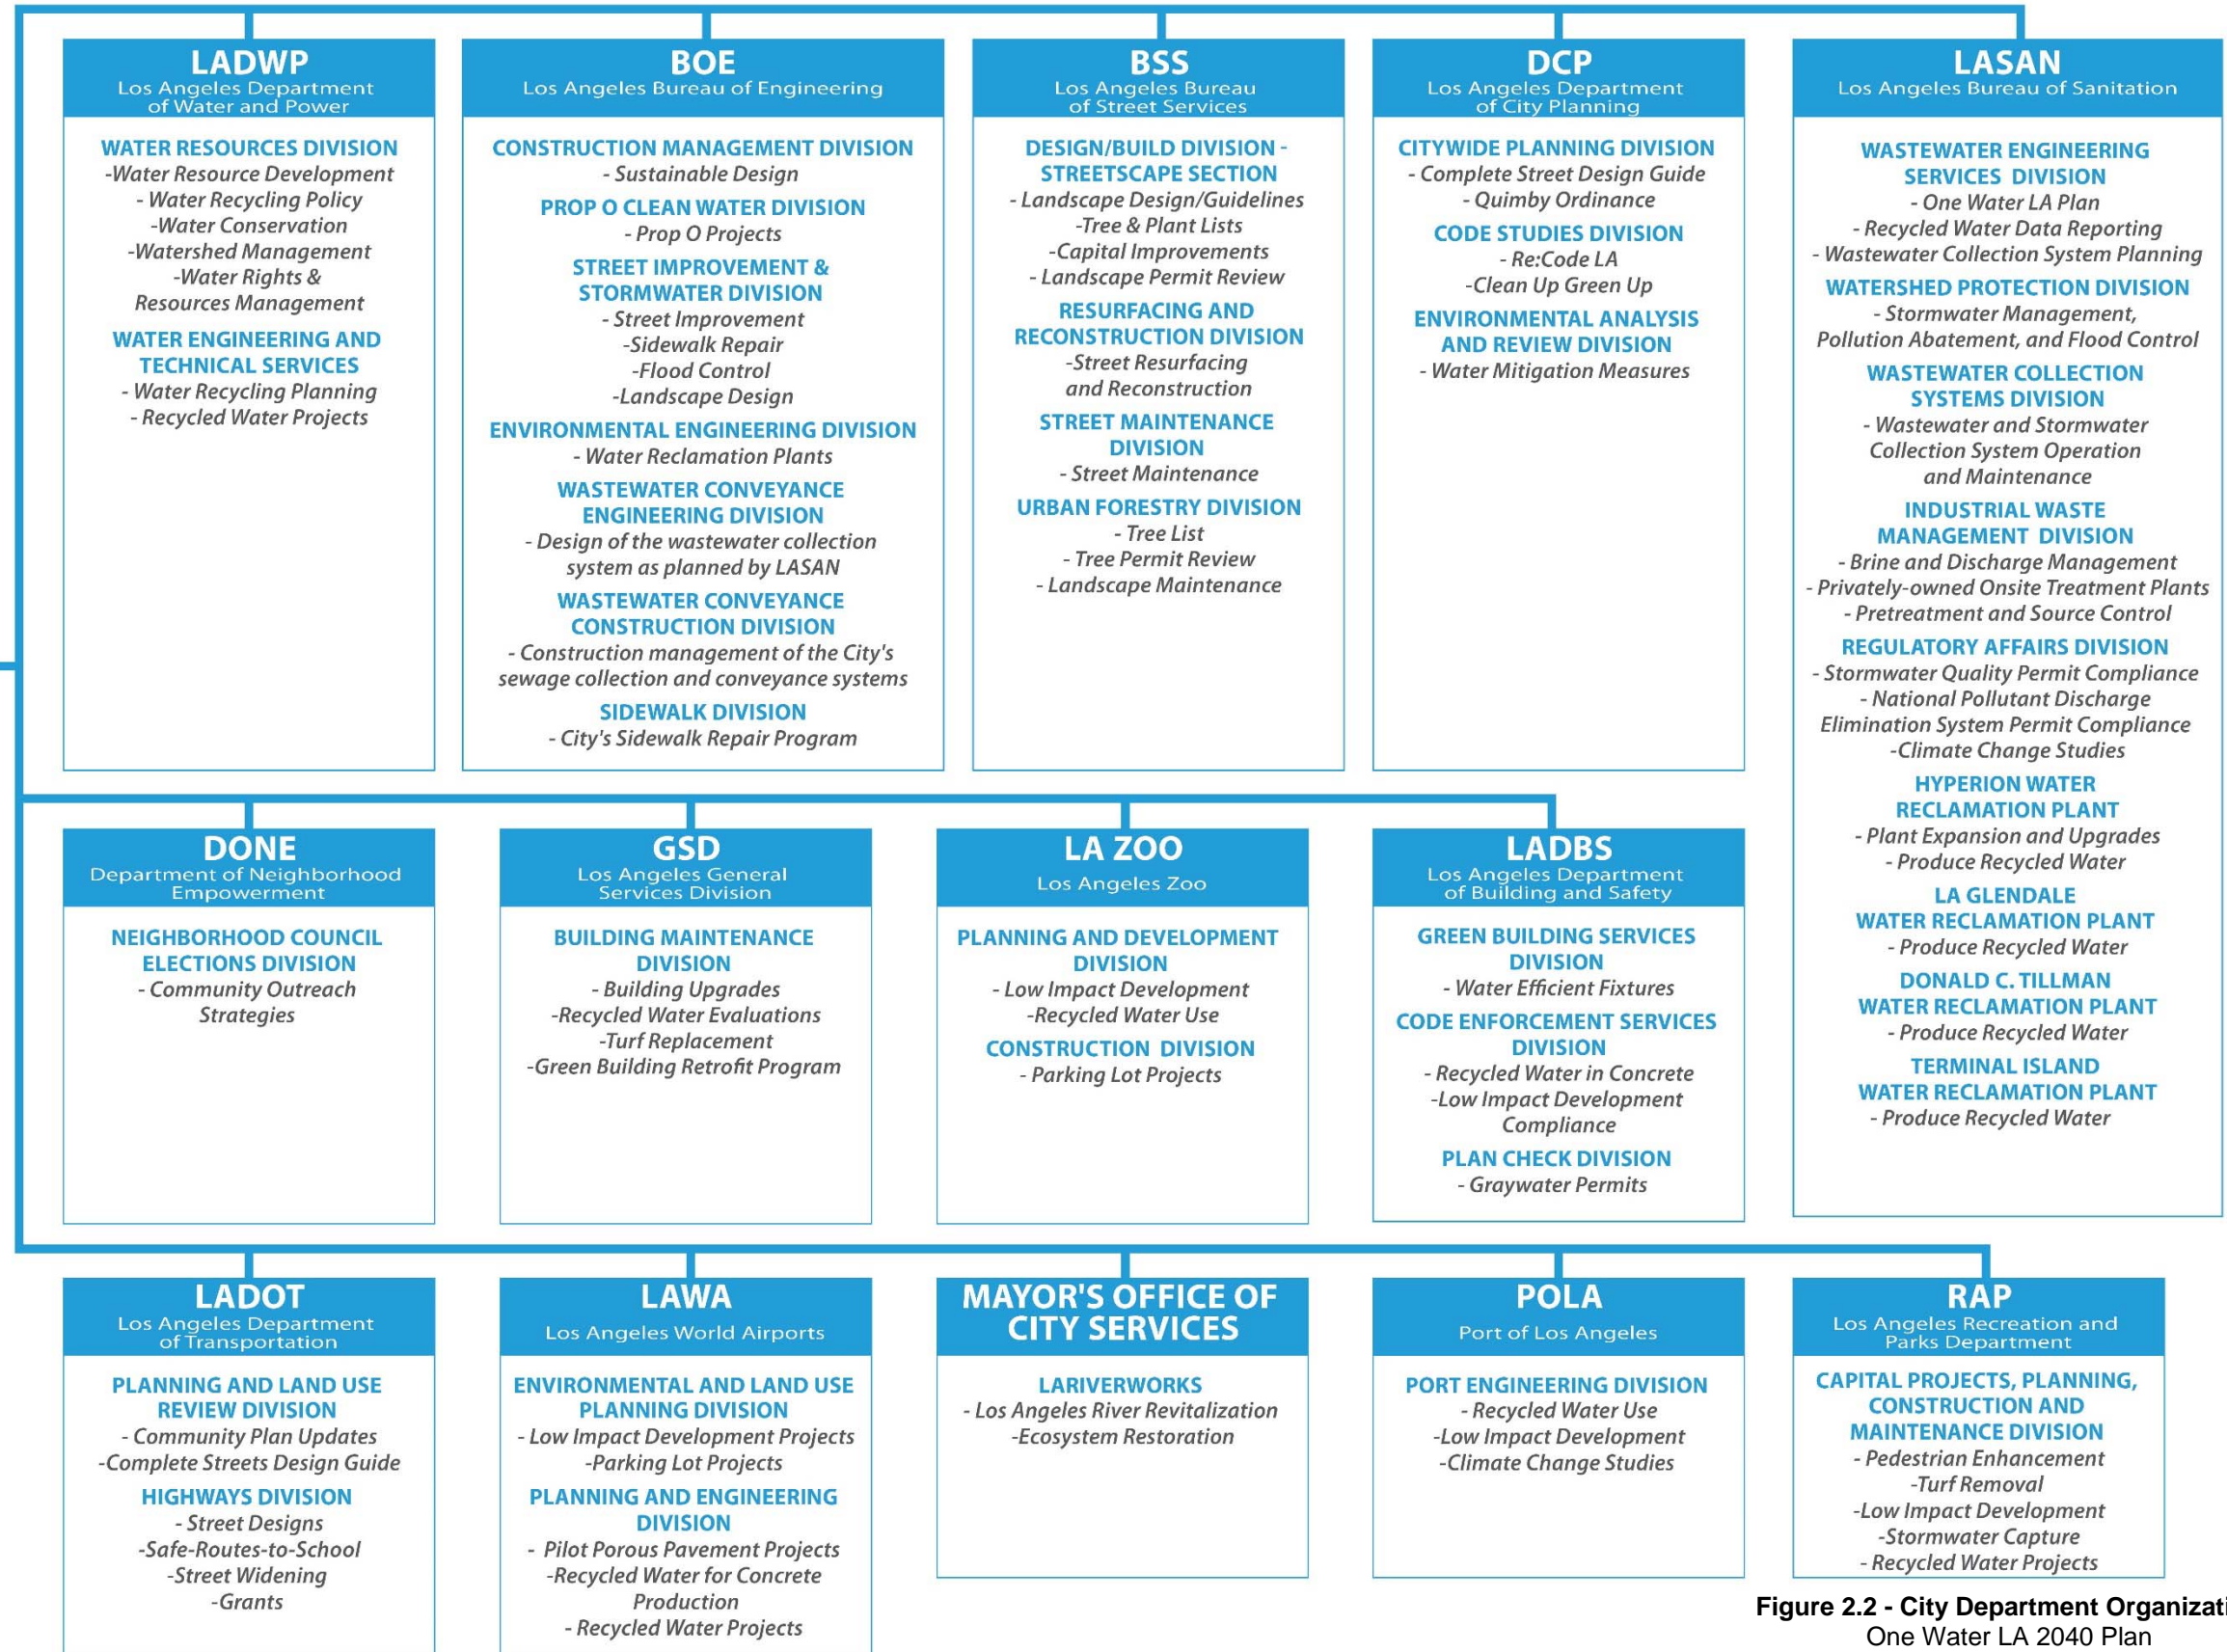 LADWP
Los Angeles Department
of Water and Power
WATER RESOURCES DIVISION
-Water Resource Development
- Water Recycling Policy
-Water Conservation
-Watershed Management
-Water Rights &
Resources Management
WATER ENGINEERING AND
TECHNICAL SERVICES
- Water Recycling Planning
- Recycled Water Projects
BOE
Los Angeles Bureau of Engineering
CONSTRUCTION MANAGEMENT DIVISION
- Sustainable Design
PROP O CLEAN WATER DIVISION
- Prop O Projects
STREET IMPROVEMENT &
STORMWATER DIVISION
- Street Improvement
-Sidewalk Repair
-Flood Control
-Landscape Design
ENVIRONMENTAL ENGINEERING DIVISION
- Water Reclamation Plants
WASTEWATER CONVEYANCE
ENGINEERING DIVISION
- Design of the wastewater collection
system as planned by LASAN
WASTEWATER CONVEYANCE
CONSTRUCTION DIVISION
- Construction management of the City's
sewage collection and conveyance systems
SIDEWALK DIVISION
- City's Sidewalk Repair Program
BSS
Los Angeles Bureau
of Street Services
DESIGN/BUILD DIVISION -
STREETSCAPE SECTION
- Landscape Design/Guidelines
-Tree & Plant Lists
-Capital Improvements
- Landscape Permit Review
RESURFACING AND
RECONSTRUCTION DIVISION
-Street Resurfacing
and Reconstruction
STREET MAINTENANCE
DIVISION
- Street Maintenance
URBAN FORESTRY DIVISION
- Tree List
- Tree Permit Review
- Landscape Maintenance
DCP
Los Angeles Department
of City Planning
CITYWIDE PLANNING DIVISION
- Complete Street Design Guide
- Quimby Ordinance
CODE STUDIES DIVISION
- Re:Code LA
-Clean Up Green Up
ENVIRONMENTAL ANALYSIS
AND REVIEW DIVISION
- Water Mitigation Measures
LASAN
Los Angeles Bureau of Sanitation
WASTEWATER ENGINEERING
SERVICES DIVISION
- One Water LA Plan
- Recycled Water Data Reporting
- Wastewater Collection System Planning
WATERSHED PROTECTION DIVISION
- Stormwater Management,
Pollution Abatement, and Flood Control
WASTEWATER COLLECTION
SYSTEMS DIVISION
- Wastewater and Stormwater
Collection System Operation
and Maintenance
INDUSTRIAL WASTE
MANAGEMENT DIVISION
- Brine and Discharge Management
- Privately-owned Onsite Treatment Plants
- Pretreatment and Source Control
REGULATORY AFFAIRS DIVISION
- Stormwater Quality Permit Compliance
- National Pollutant Discharge
Elimination System Permit Compliance
-Climate Change Studies
HYPERION WATER
RECLAMATION PLANT
- Plant Expansion and Upgrades
- Produce Recycled Water
LA GLENDALE
WATER RECLAMATION PLANT
- Produce Recycled Water
DONALD C. TILLMAN
WATER RECLAMATION PLANT
- Produce Recycled Water
TERMINAL ISLAND
WATER RECLAMATION PLANT
- Produce Recycled Water
DONE
Department of Neighborhood
Empowerment
NEIGHBORHOOD COUNCIL
ELECTIONS DIVISION
- Community Outreach
Strategies
GSD
Los Angeles General
Services Division
BUILDING MAINTENANCE
DIVISION
- Building Upgrades
-Recycled Water Evaluations
-Turf Replacement
-Green Building Retrofit Program
LA ZOO
Los Angeles Zoo
PLANNING AND DEVELOPMENT
DIVISION
- Low Impact Development
-Recycled Water Use
CONSTRUCTION DIVISION
- Parking Lot Projects
LADBS
Los Angeles Department
of Building and Safety
GREEN BUILDING SERVICES
DIVISION
- Water Efficient Fixtures
CODE ENFORCEMENT SERVICES
DIVISION
- Recycled Water in Concrete
-Low Impact Development
Compliance
PLAN CHECK DIVISION
- Graywater Permits
LADOT
Los Angeles Department
of Transportation
PLANNING AND LAND USE
REVIEW DIVISION
- Community Plan Updates
-Complete Streets Design Guide
HIGHWAYS DIVISION
- Street Designs
-Safe-Routes-to-School
-Street Widening
-Grants
LAWA
Los Angeles World Airports
ENVIRONMENTAL AND LAND USE
PLANNING DIVISION
- Low Impact Development Projects
-Parking Lot Projects
PLANNING AND ENGINEERING
DIVISION
- Pilot Porous Pavement Projects
-Recycled Water for Concrete
Production
- Recycled Water Projects
MAYOR'S OFFICE OF
CITY SERVICES
LARIVERWORKS
- Los Angeles River Revitalization
-Ecosystem Restoration
POLA
Port of Los Angeles
PORT ENGINEERING DIVISION
- Recycled Water Use
-Low Impact Development
-Climate Change Studies
RAP
Los Angeles Recreation and
Parks Department
CAPITAL PROJECTS, PLANNING,
CONSTRUCTION AND
MAINTENANCE DIVISION
- Pedestrian Enhancement
-Turf Removal
-Low Impact Development
-Stormwater Capture
- Recycled Water Projects
Figure 2.2 - City Department Organizati
One Water LA 2040 Plan